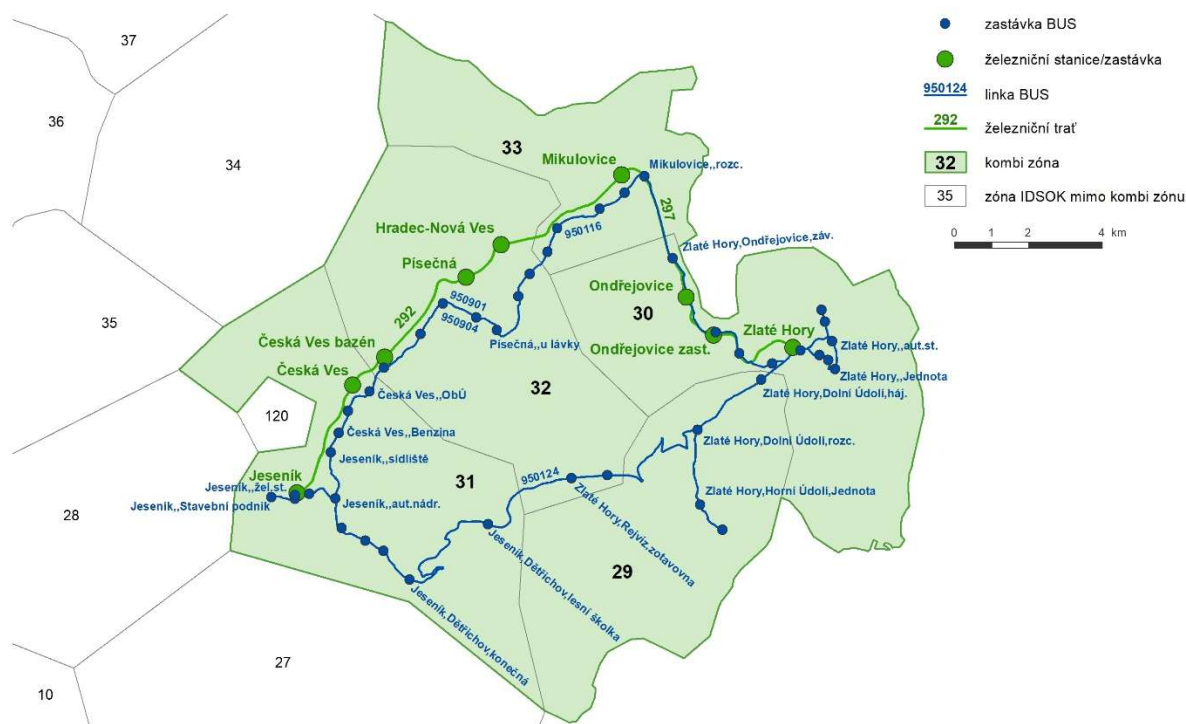 37
36
34
35
120
28
27
10
33
30
32
31
29
Mikulovice
Mikulovice,,rozc.
297
950116
Hradec-Nová Ves
Zlaté Hory,Ondřejovice,záv.
Písečná
Ondřejovice
292
950901
950904
Písečná,,u lávky
Zlaté Hory
Zlaté Hory,,aut.st.
Ondřejovice zast.
Česká Ves bazén
Česká Ves
Zlaté Hory,,Jednota
Zlaté Hory,Dolní Údolí,háj.
Česká Ves,,ObÚ
Česká Ves,,Benzina
Zlaté Hory,Dolní Údolí,rozc.
Jeseník,,sídliště
Jeseník
Jeseník,,žel.st.
Jeseník,,Stavební podnik
Jeseník,,aut.nádr.
950124
Zlaté Hory,Horní Údolí,Jednota
Zlaté Hory,Rejvíz,zotavovna
Jeseník,Dětřichov,lesní školka
Jeseník,Dětřichov,konečná
zastávka BUS
železniční stanice/zastávka
950124 linka BUS
292 železniční trať
32 kombi zóna
35 zóna IDSOK mimo kombi zónu
0 1 2 4 km